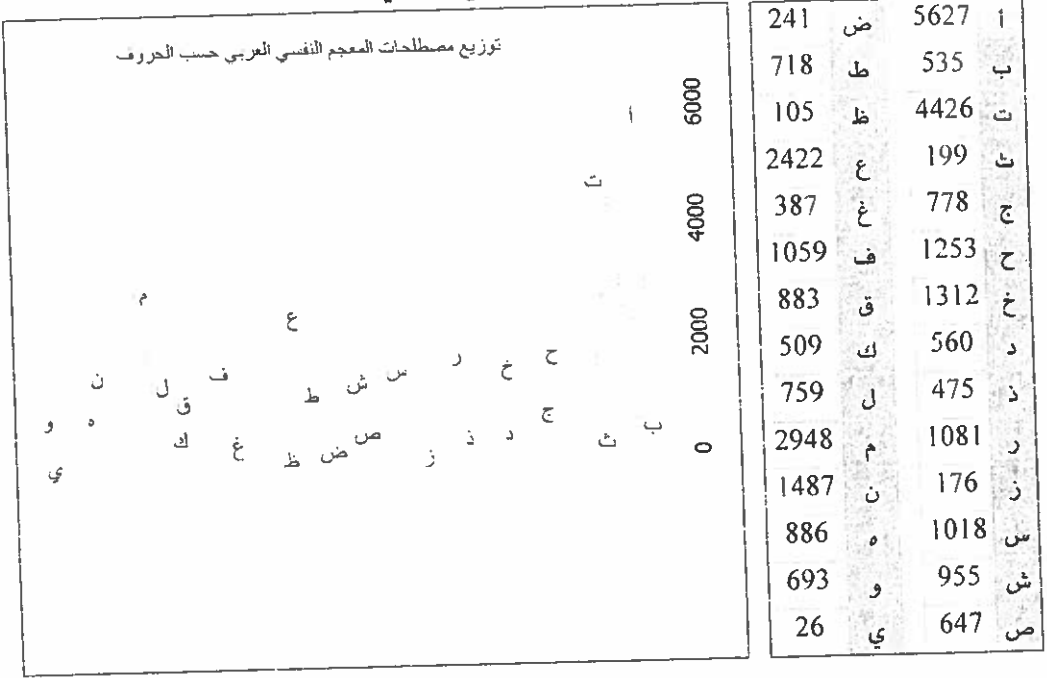 توزيع مصطلحات المعجم النفسي العربي حسب الحروف
6000
4000
2000
0
أ
ت
م
ع
ر
ح
خ
س
ش
ط
ف
ل
ق
ن
ه
و
ج
ب
ث
د
ذ
ز
ص
ض
ظ
غ
ك
ي
أ 5627 ض 241
ب 535 ط 718
ت 4426 ظ 105
ث 199 ع 2422
ج 778 غ 387
ح 1253 ف 1059
خ 1312 ق 883
د 560 ك 509
ذ 475 ل 759
ر 1081 م 2948
ز 176 ن 1487
س 1018 ه 886
ش 955 و 693
ص 647 ي 26